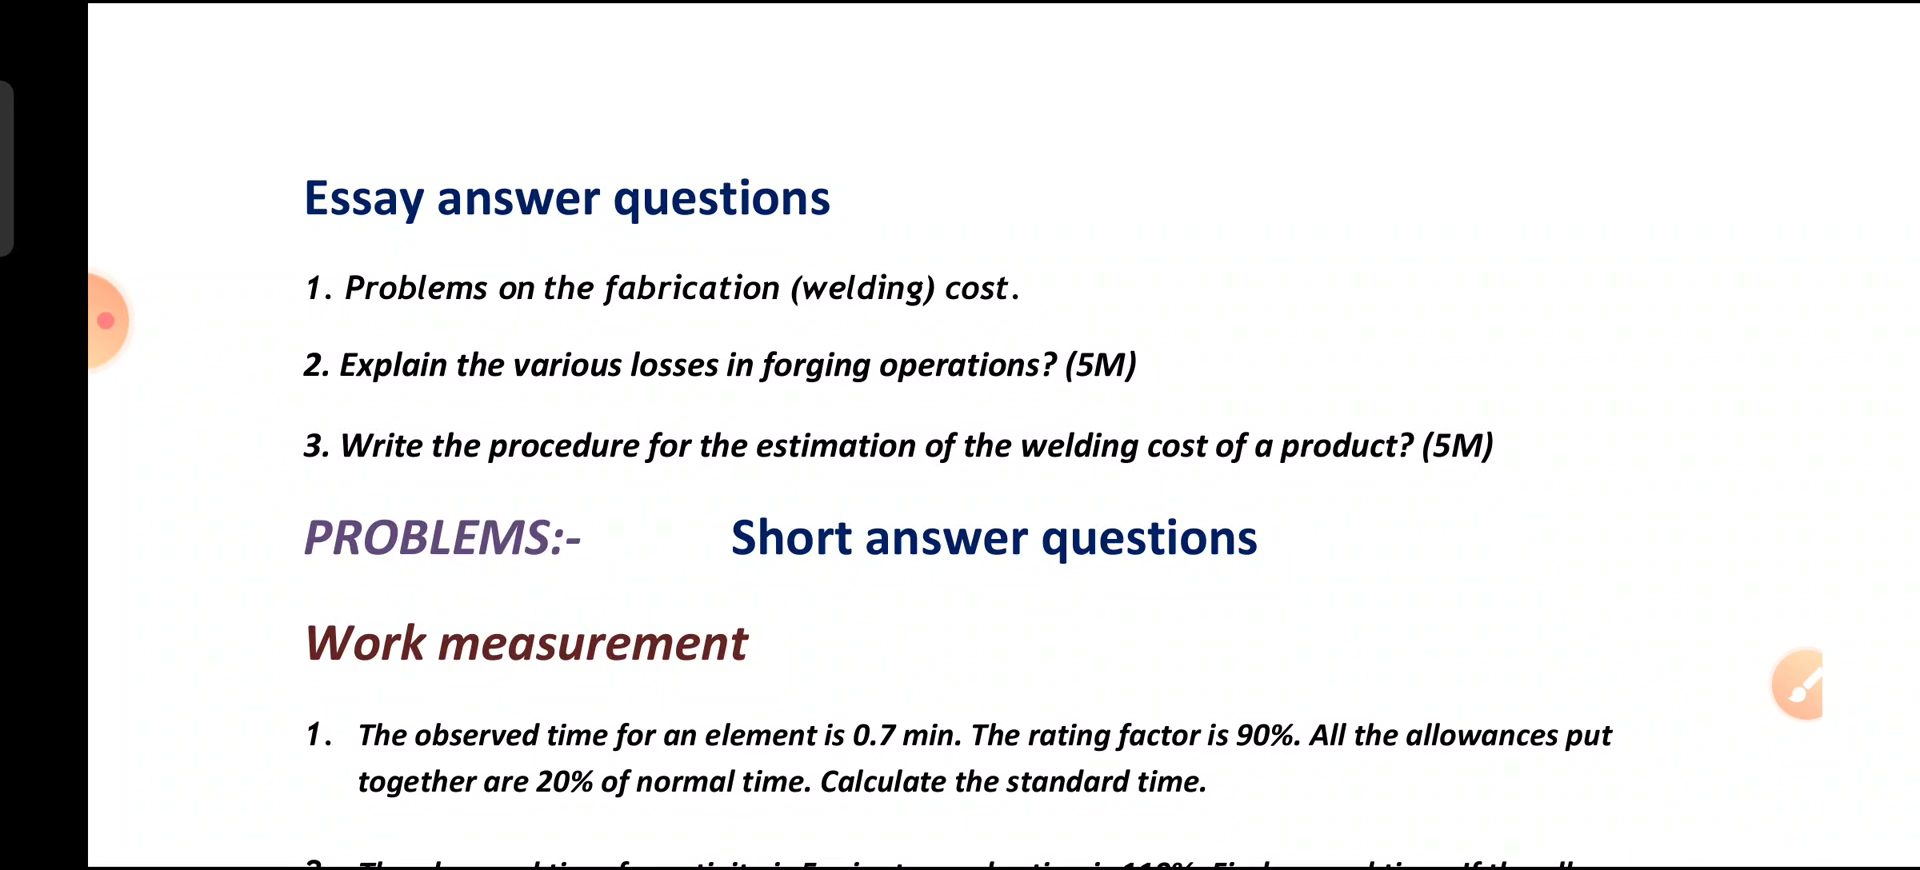 Essay answer questions
1. Problems on the fabrication (welding) cost.
2. Explain the various losses in forging operations? (5M)
3. Write the procedure for the estimation of the welding cost of a product? (5M)
PROBLEMS:- Short answer questions
Work measurement
1. The observed time for an element is 0.7 min. The rating factor is 90%. All the allowances put
together are 20% of normal time. Calculate the standard time.